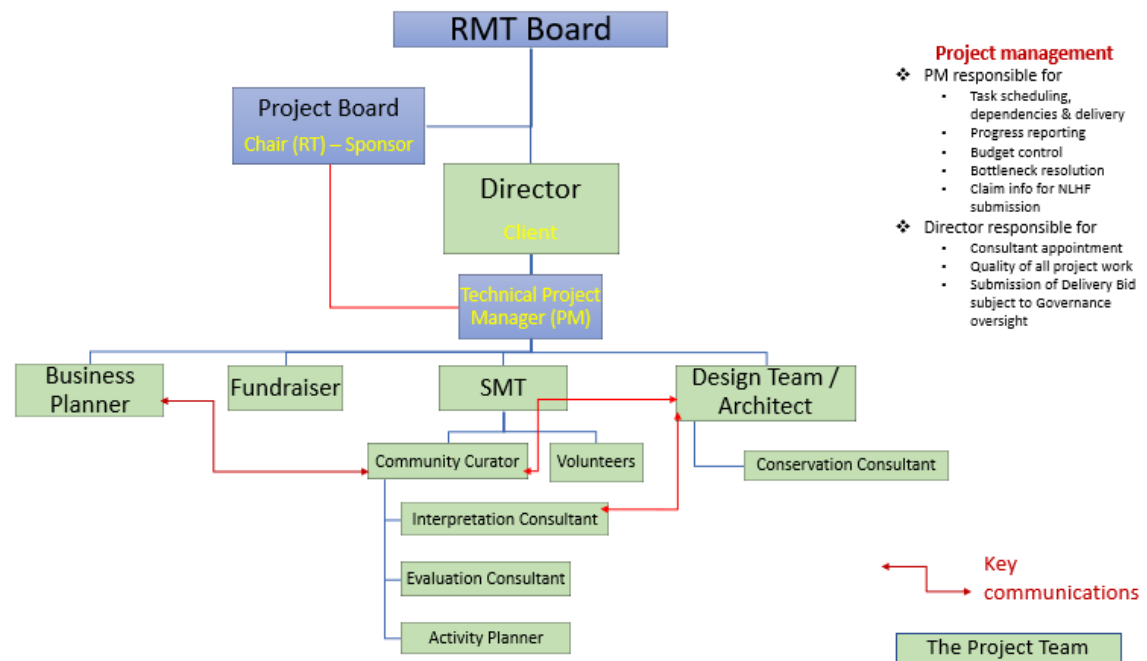 RMT Board
Project Board
Chair (RT) – Sponsor
Director
Client
Technical Project
Manager (PM)
Business
Planner
Fundraiser
SMT
Design Team /
Architect
Community Curator
Volunteers
Conservation Consultant
Interpretation Consultant
Evaluation Consultant
Activity Planner
Project management
❖ PM responsible for
▪ Task scheduling,
dependencies & delivery
▪ Progress reporting
▪ Budget control
▪ Bottleneck resolution
▪ Claim info for NLHF
submission
❖ Director responsible for
▪ Consultant appointment
▪ Quality of all project work
▪ Submission of Delivery Bid
subject to Governance
oversight
Key
communications
The Project Team